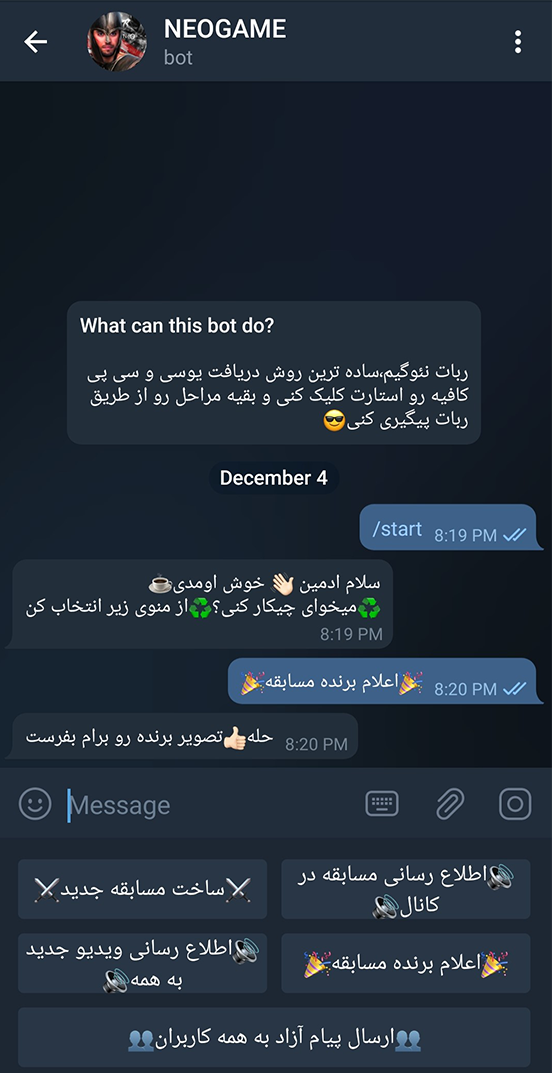 NEOGAME
bot
What can this bot do?
ربات نئوگیم،ساده ترین روش دریافت یوسی و سی پی
کافیه رو استارت کلیک کنی و بقیه مراحل رو از طریق
ربات پیگیری کنی😎
December 4
/start 8:19 PM
سلام ادمین 👋🏻 خوش اومدی☕
♻️میخوای چیکار کنی؟♻️از منوی زیر انتخاب کن
8:19 PM
🎉اعلام برنده مسابقه🎉 8:20 PM
حله👍🏻تصویر برنده رو برام بفرست 8:20 PM
Message
⚔️ساخت مسابقه جدید⚔️
🔊اطلاع رسانی مسابقه در
کانال🔊
🔊اطلاع رسانی ویدیو جدید
به همه🔊
🎉اعلام برنده مسابقه🎉
👥ارسال پیام آزاد به همه کاربران👥